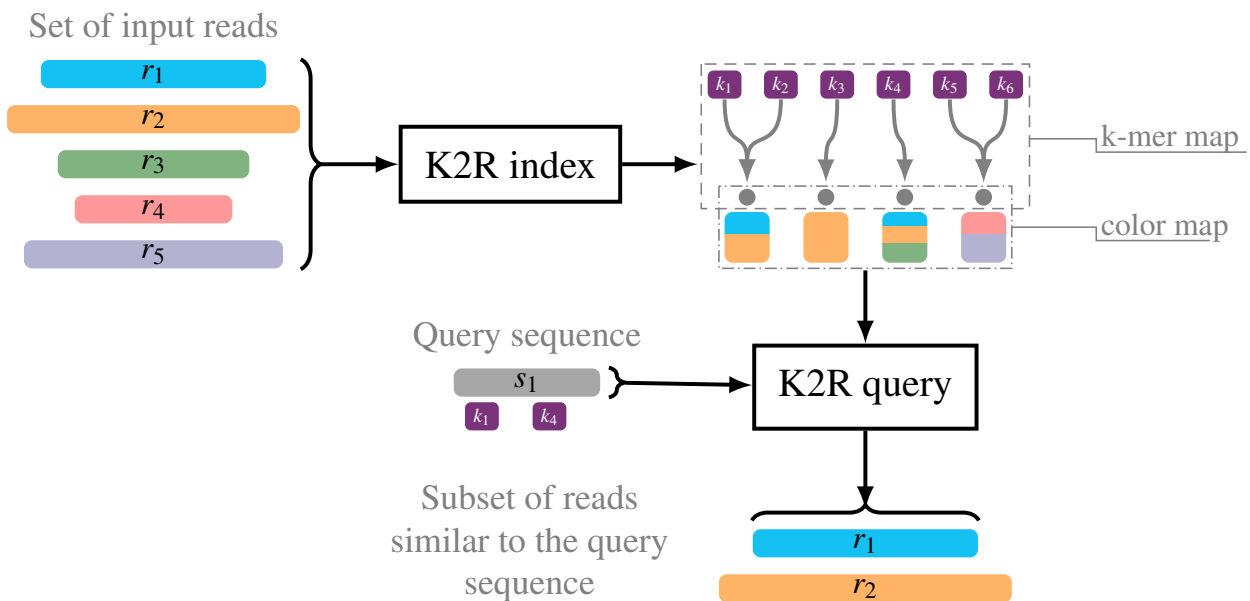 Set of input reads
r1
r2
r3
r4
r5
K2R index
k1 k2 k3 k4 k5 k6
k-mer map
color map
Query sequence
s1
k1 k4
K2R query
Subset of reads
similar to the query
sequence
r1
r2